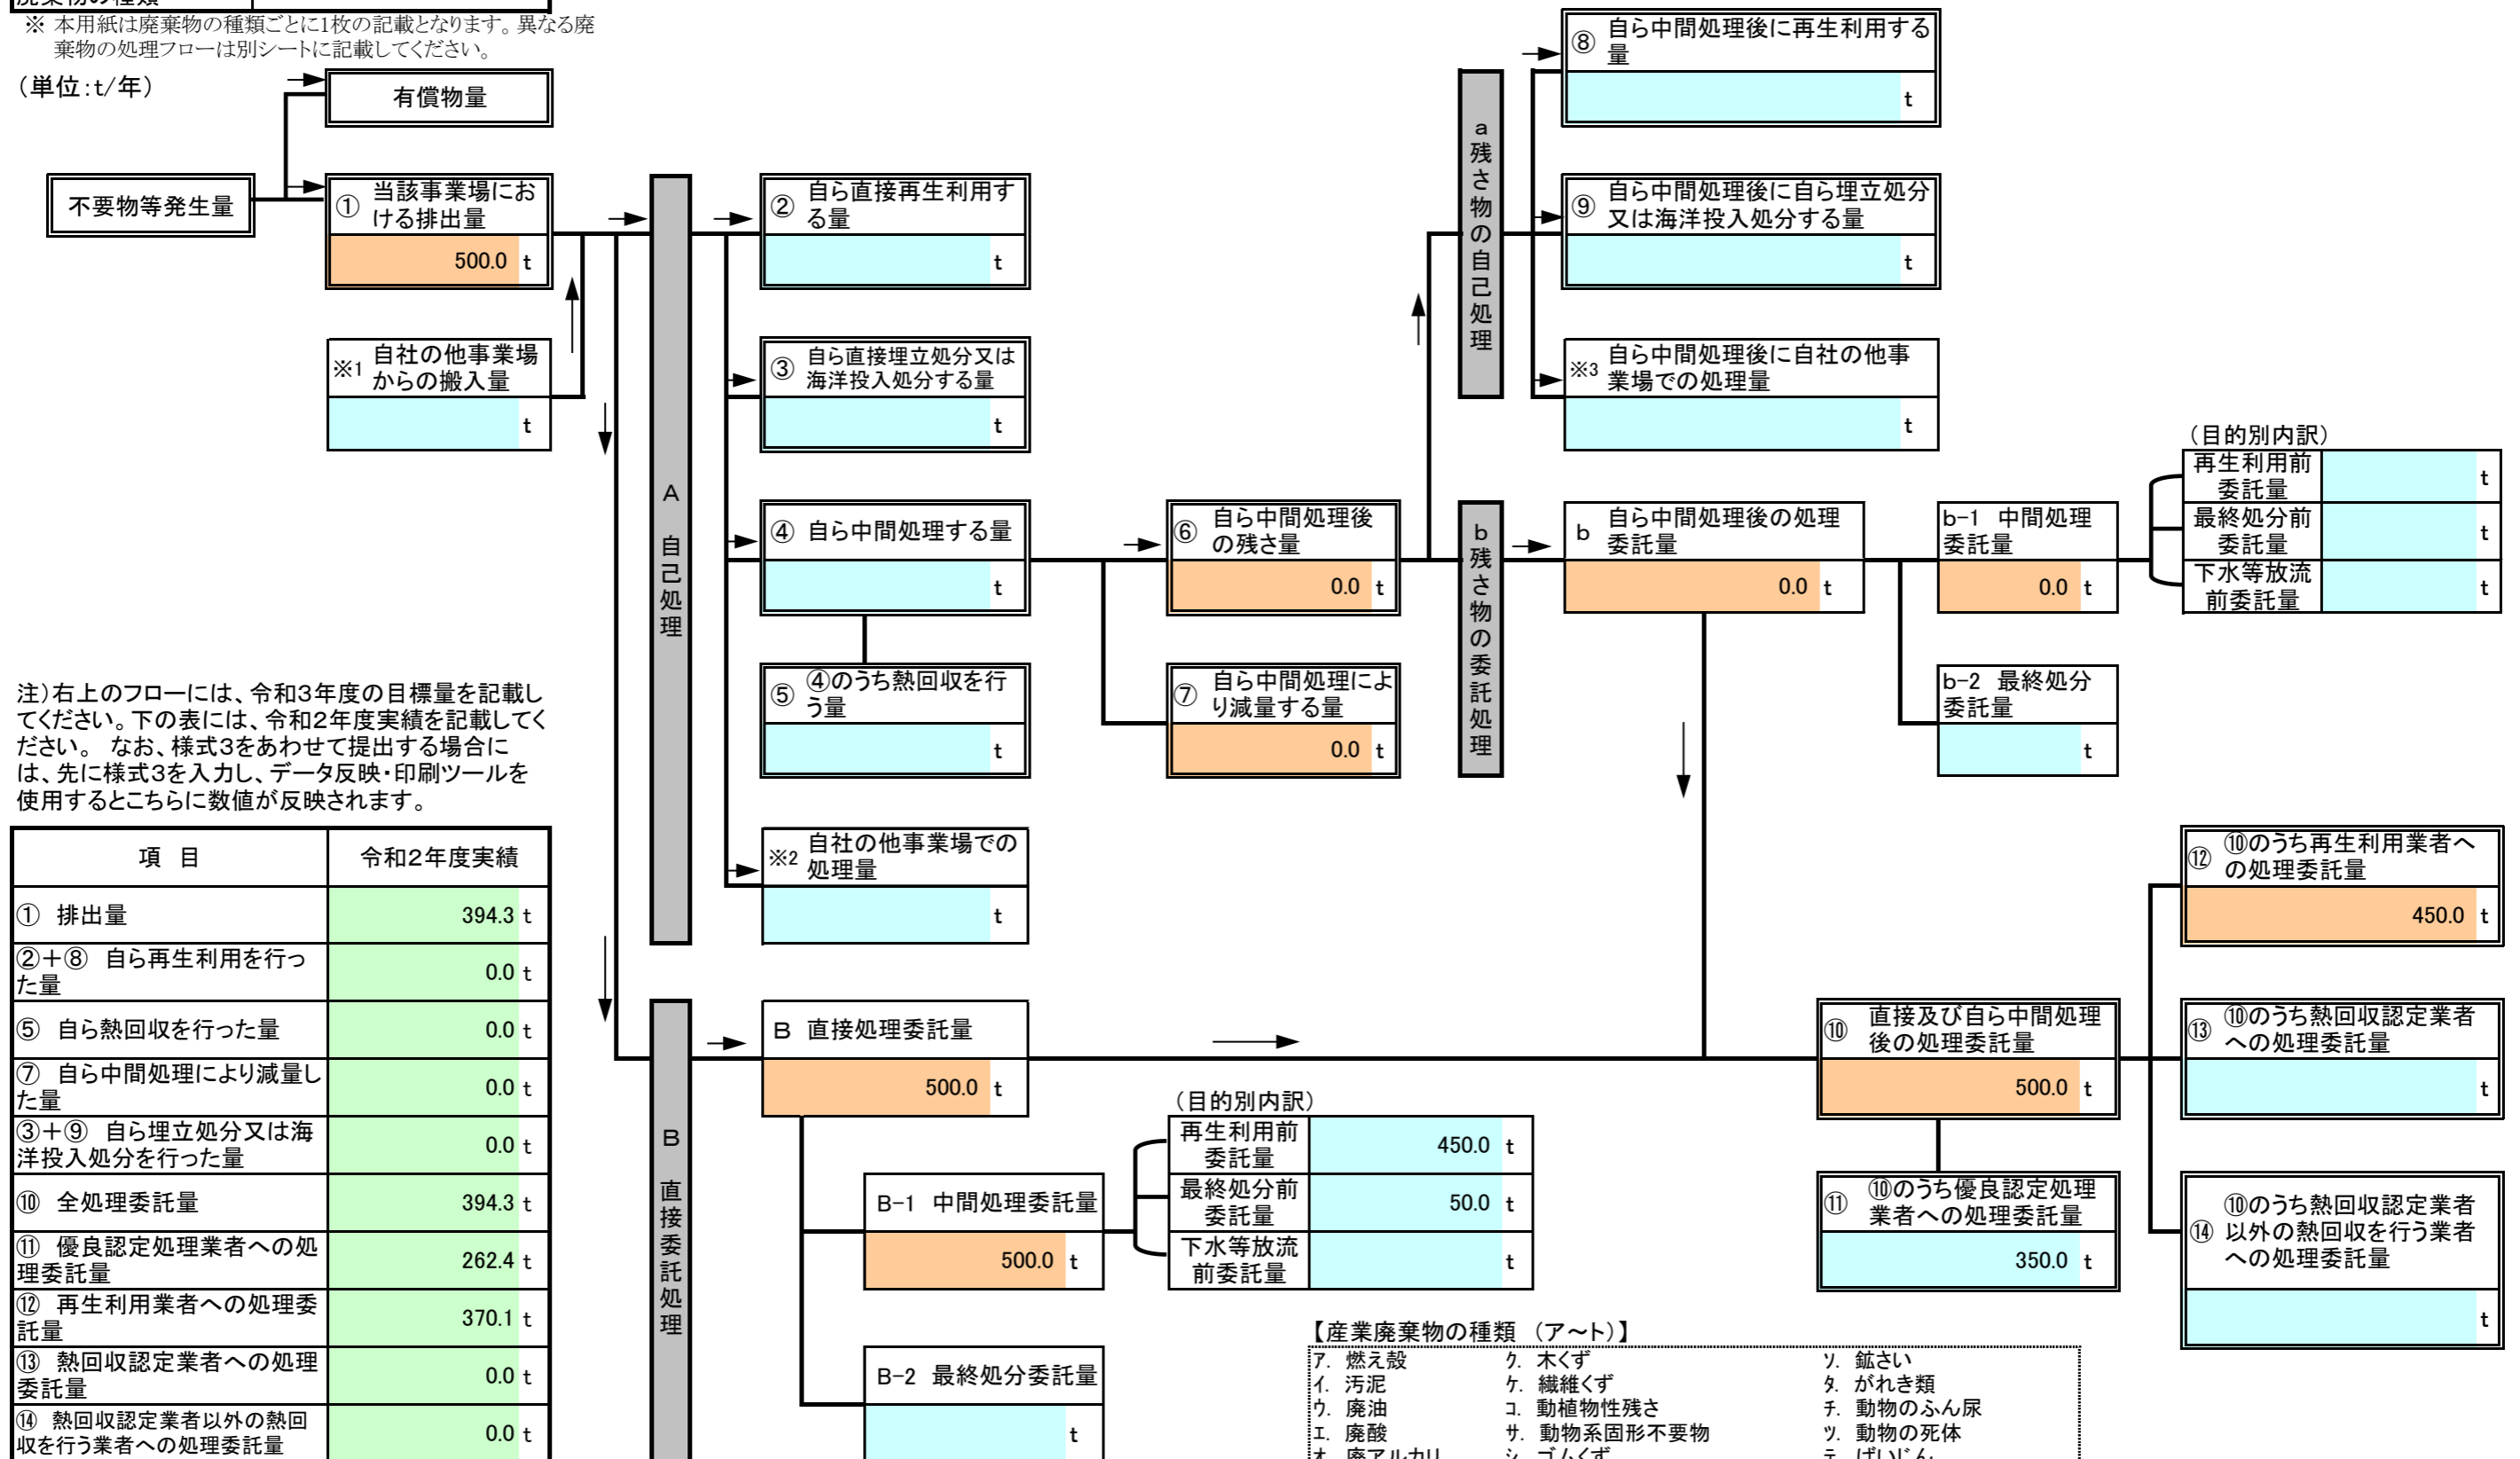 廃棄物の種類
※ 本用紙は廃棄物の種類ごとに1枚の記載となります。異なる廃
棄物の処理フローは別シートに記載してください。
（単位:t/年）
有償物量
不要物等発生量
① 当該事業場にお
ける排出量
500.0 t
※1 自社の他事業場
からの搬入量
t
A 自己処理
② 自ら直接再生利用す
る量
t
③ 自ら直接埋立処分又は
海洋投入処分する量
t
④ 自ら中間処理する量
t
⑤ ④のうち熱回収を行
う量
t
※2 自社の他事業場での
処理量
t
⑥ 自ら中間処理後
の残さ量
0.0 t
⑦ 自ら中間処理によ
り減量する量
0.0 t
a 残さ物の自己処理
⑧ 自ら中間処理後に再生利用する
量
t
⑨ 自ら中間処理後に自ら埋立処分
又は海洋投入処分する量
t
※3 自ら中間処理後に自社の他事
業場での処理量
t
b 残さ物の委託処理
b 自ら中間処理後の処理
委託量
0.0 t
b-1 中間処理
委託量
0.0 t
（目的別内訳）
再生利用前
委託量
t
最終処分前
委託量
t
下水等放流
前委託量
t
b-2 最終処分
委託量
t
注）右上のフローには、令和３年度の目標量を記載し
てください。下の表には、令和２年度実績を記載してく
ださい。 なお、様式３をあわせて提出する場合に
は、先に様式３を入力し、データ反映・印刷ツールを
使用するとこちらに数値が反映されます。
項 目 令和２年度実績
① 排出量 394.3 t
②＋⑧ 自ら再生利用を行っ
た量 0.0 t
⑤ 自ら熱回収を行った量 0.0 t
⑦ 自ら中間処理により減量し
た量 0.0 t
③＋⑨ 自ら埋立処分又は海
洋投入処分を行った量 0.0 t
⑩ 全処理委託量 394.3 t
⑪ 優良認定処理業者への処
理委託量 262.4 t
⑫ 再生利用業者への処理委
託量 370.1 t
⑬ 熱回収認定業者への処理
委託量 0.0 t
⑭ 熱回収認定業者以外の熱回
収を行う業者への処理委託量 0.0 t
B 直接委託処理
B 直接処理委託量
500.0 t
B-1 中間処理委託量
500.0 t
（目的別内訳）
再生利用前
委託量
450.0 t
最終処分前
委託量
50.0 t
下水等放流
前委託量
t
B-2 最終処分委託量
t
⑩ 直接及び自ら中間処理
後の処理委託量
500.0 t
⑪ ⑩のうち優良認定処理
業者への処理委託量
350.0 t
⑫ ⑩のうち再生利用業者へ
の処理委託量
450.0 t
⑬ ⑩のうち熱回収認定業者
への処理委託量
t
⑭ ⑩のうち熱回収認定業者
以外の熱回収を行う業者
への処理委託量
t
【産業廃棄物の種類 （ア～ト）】
ｱ. 燃え殻 ｸ. 木くず ｿ. 鉱さい
ｲ. 汚泥 ｹ. 繊維くず ﾀ. がれき類
ｳ. 廃油 ｺ. 動植物性残さ ﾁ. 動物のふん尿
ｴ. 廃酸 ｻ. 動物系固形不要物 ﾂ. 動物の死体
ｵ. 廃アルカリ ｼ. ゴムくず ﾃ. ばいじん